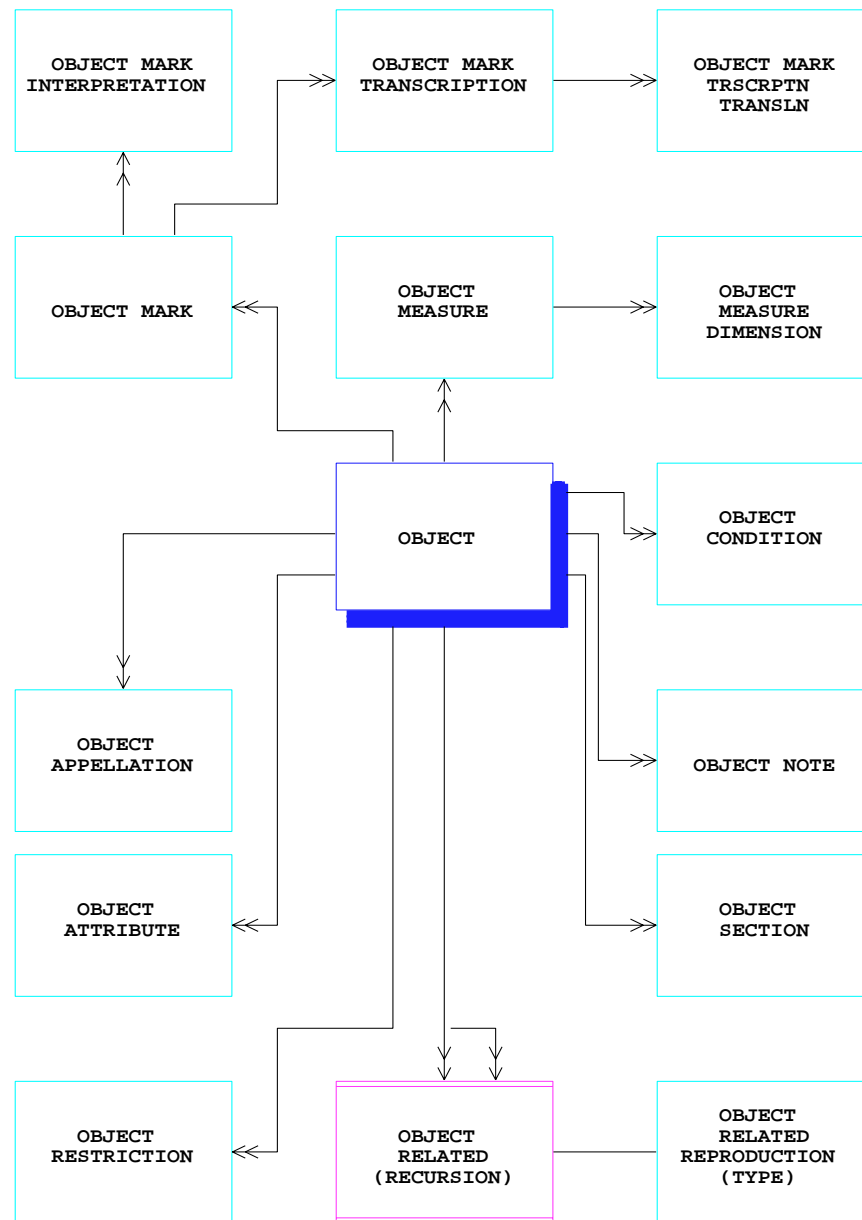 OBJECT MARK
INTERPRETATION
OBJECT MARK
TRANSCRIPTION
OBJECT MARK
TRSCRPTN
TRANSLN
OBJECT MARK
OBJECT
MEASURE
OBJECT
MEASURE
DIMENSION
OBJECT
OBJECT
CONDITION
OBJECT
APPELLATION
OBJECT NOTE
OBJECT
ATTRIBUTE
OBJECT
SECTION
OBJECT
RESTRICTION
OBJECT
RELATED
(RECURSION)
OBJECT
RELATED
REPRODUCTION
(TYPE)